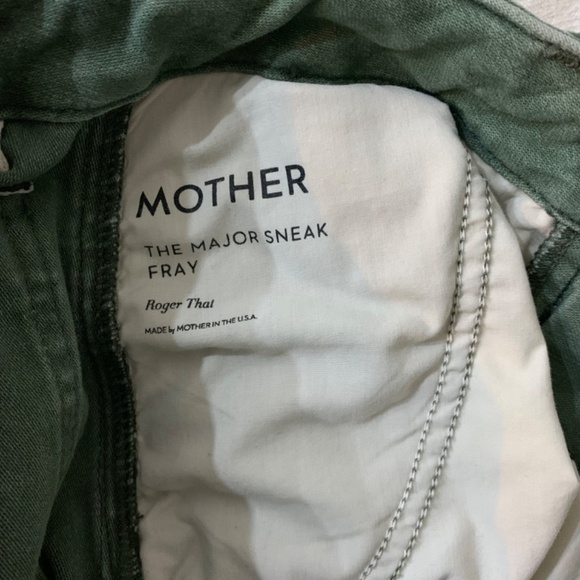 MOTHER
THE MAJOR SNEAK
FRAY
Roger That
MADE by MOTHER IN THE U.S.A.